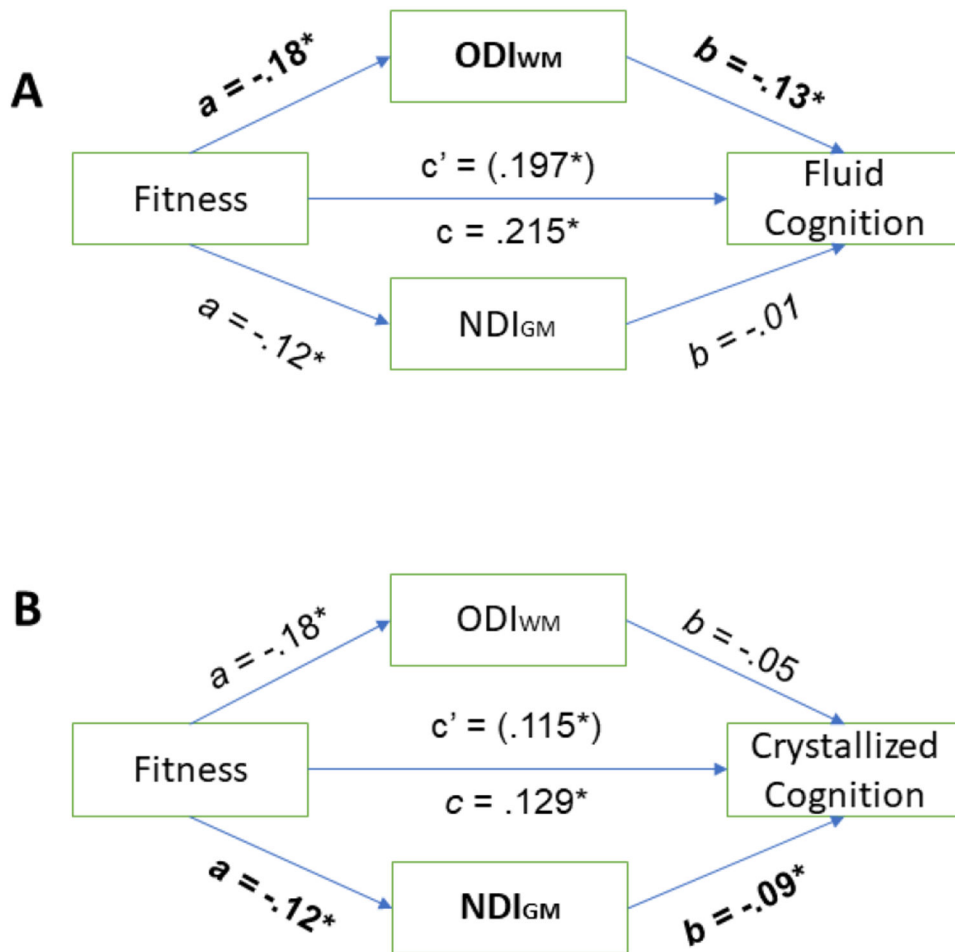 A
a = -.18*
ODIWM
b = -.13*
Fitness
c’ = (.197*)
c = .215*
Fluid
Cognition
a = -.12*
NDIGM
b = -.01
B
a = -.18*
ODIWM
b = -.05
Fitness
c’ = (.115*)
c = .129*
Crystallized
Cognition
a = -.12*
NDIGM
b = -.09*